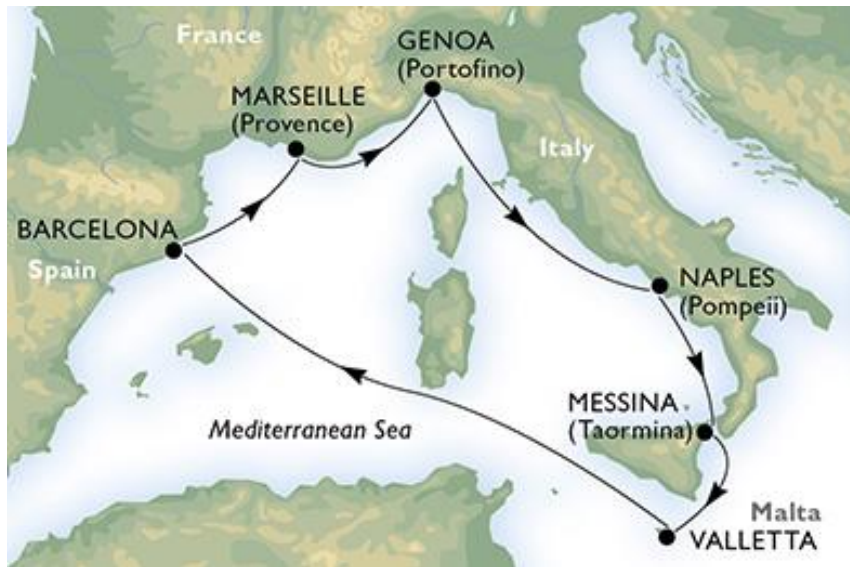 France
GENOA
(Portofino)
MARSEILLE
(Provence)
Italy
BARCELONA
Spain
NAPLES
(Pompeii)
MESSINA
(Taormina)
Mediterranean Sea
Malta
VALLETTA